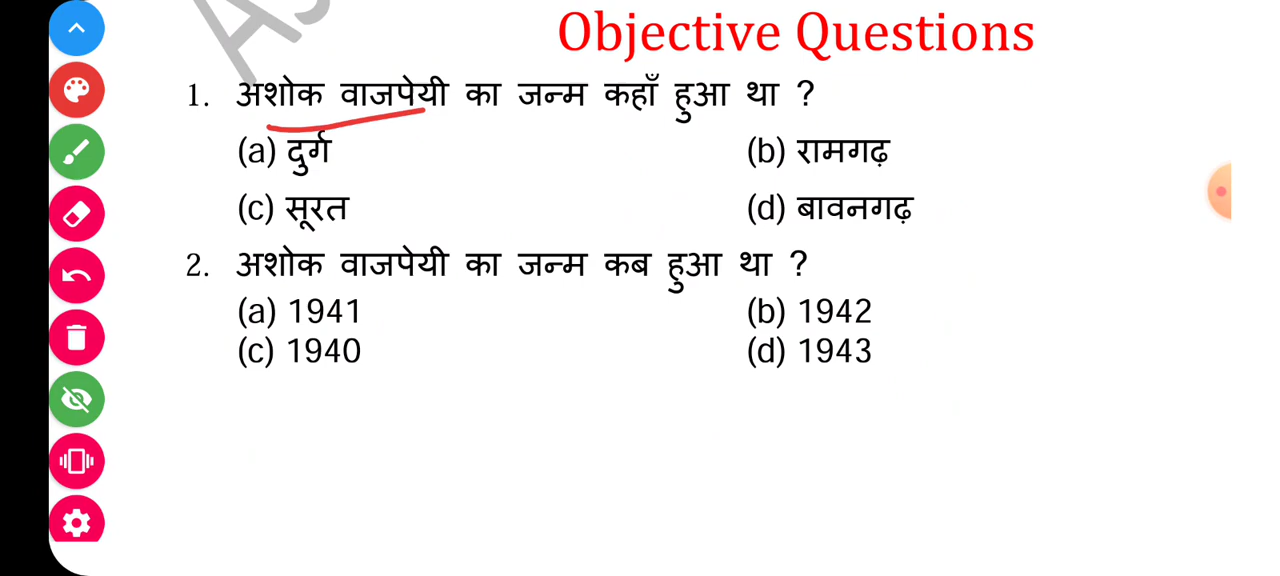 Objective Questions
1. अशोक वाजपेयी का जन्म कहाँ हुआ था ?
(a) दुर्ग (b) रामगढ़
(c) सूरत (d) बावनगढ़
2. अशोक वाजपेयी का जन्म कब हुआ था ?
(a) 1941 (b) 1942
(c) 1940 (d) 1943